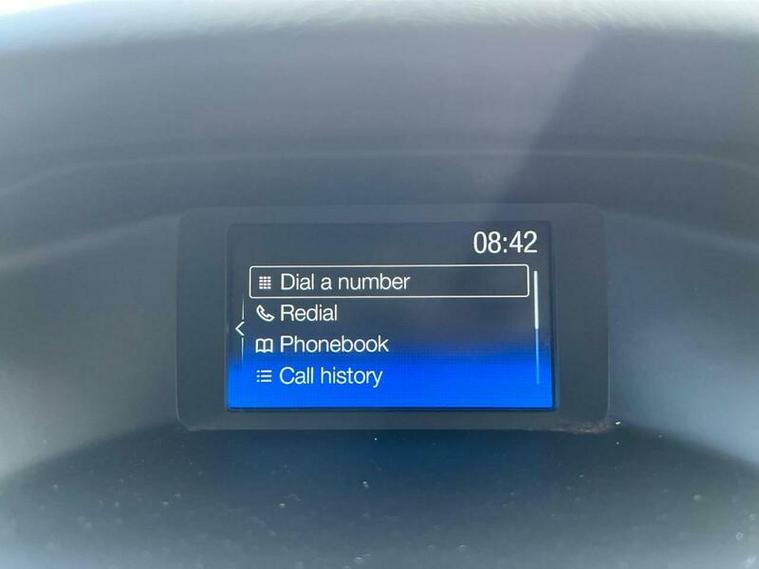 08:42
Dial a number
Redial
Phonebook
Call history